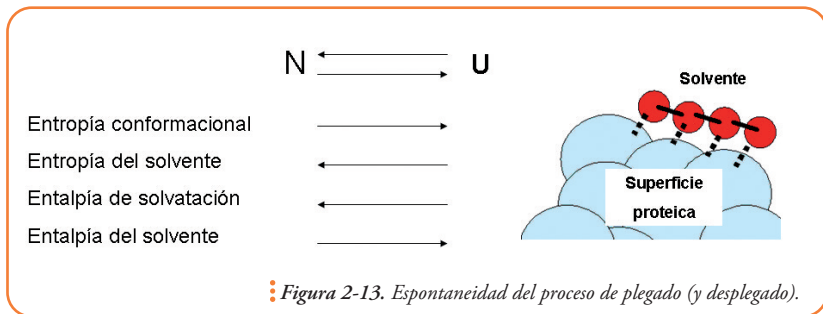 N U
Solvente
Entropía conformacional
Entropía del solvente
Entalpía de solvatación
Entalpía del solvente
Superficie
proteica
Figura 2-13. Espontaneidad del proceso de plegado (y desplegado).